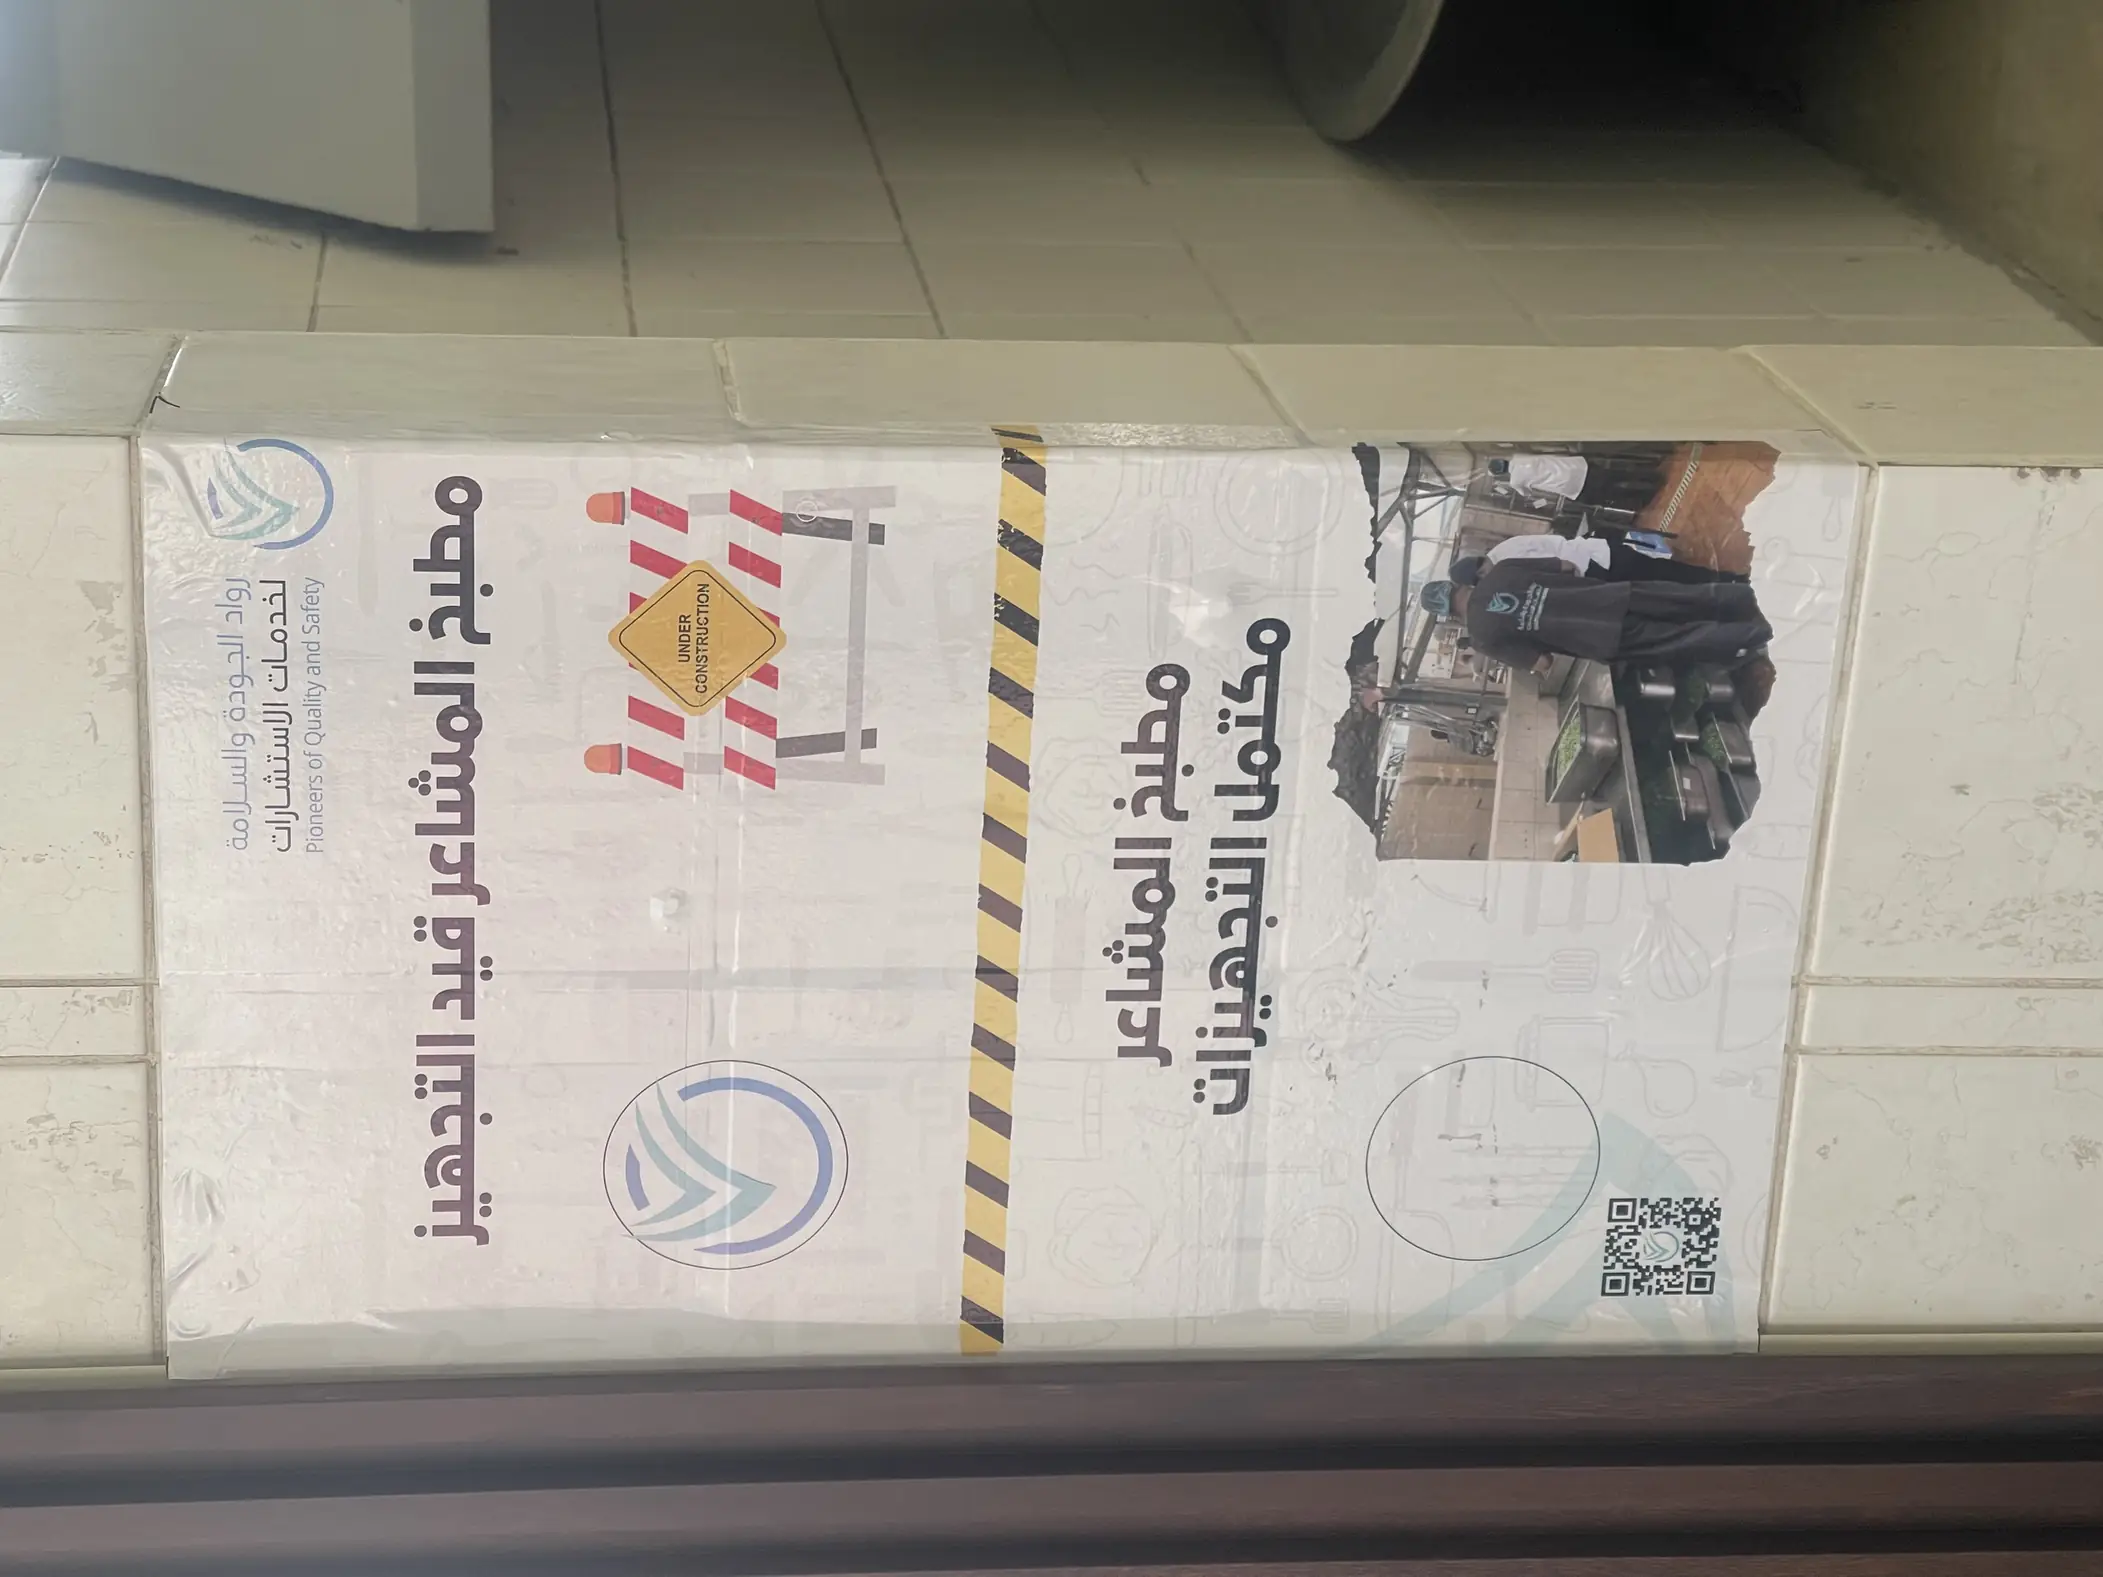 رواد الجودة والسلامة
لخدمات الاستشارات
Pioneers of Quality and Safety
مطبخ المشاعر قيد التجهيز
UNDER
CONSTRUCTION
مطبخ المشاعر
مكتمل التجهيزات